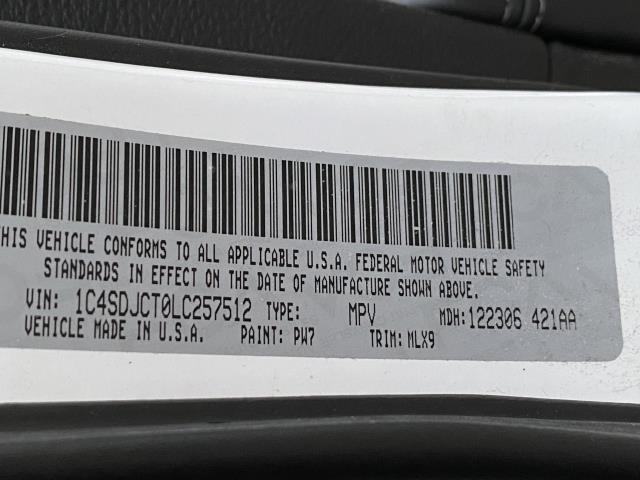 THIS VEHICLE CONFORMS TO ALL APPLICABLE U.S.A. FEDERAL MOTOR VEHICLE SAFETY
STANDARDS IN EFFECT ON THE DATE OF MANUFACTURE SHOWN ABOVE.
VIN: 1C4SDJCT0LC257512 TYPE: MPV MDH:122306 421AA
VEHICLE MADE IN U.S.A. PAINT: PW7 TRIM: MLX9